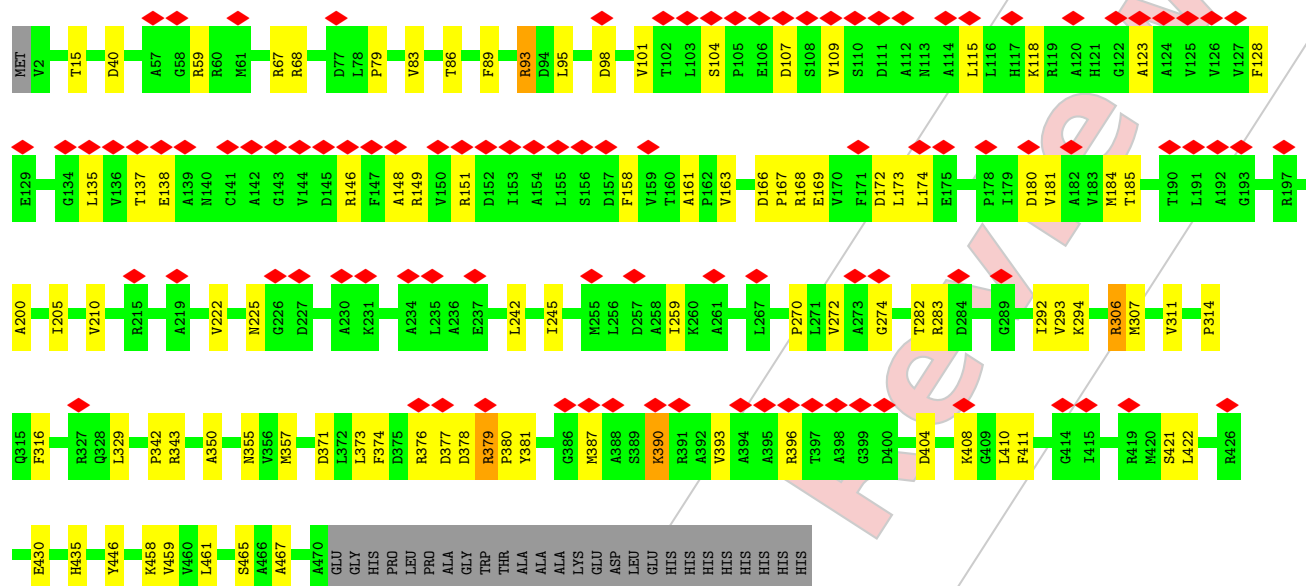 MET V2 T15 D40 A57 G58 R59 R60 M61 R67 R68 D77 L78 P79 V83 T86 F89 R93 D94 L95 D98 V101 T102 L103 S104 P105 E106 D107 S108 V109 S110 D111 A112 N113 A114 L115 L116 H117 K118 R119 A120 H121 G122 A123 A124 V125 V126 V127 F128
E129 G134 L135 V136 T137 E138 A139 N140 C141 A142 G143 V144 D145 R146 F147 A148 R149 V150 R151 D152 I153 A154 L155 S156 D157 F158 V159 T160 A161 P162 V163 D166 P167 R168 E169 V170 F171 D172 L173 L174 E175 P178 I179 D180 V181 A182 V183 M184 T185 T190 L191 A192 G193 R197
A200 I205 V210 R215 A219 V222 N225 G226 D227 A230 K231 A234 L235 A236 E237 L242 I245 M255 L256 D257 A258 I259 K260 A261 L267 P270 L271 V272 A273 G274 T282 R283 D284 G289 I292 V293 K294 R306 M307 V311 P314
Q315 F316 R327 Q328 L329 P342 R343 A350 N355 V356 M357 D371 L372 L373 F374 D375 R376 D377 D378 R379 P380 Y381 G386 M387 A388 S389 K390 R391 A392 V393 A394 A395 R396 T397 A398 G399 D400 D404 K408 G409 L410 F411 G414 I415 R419 M420 S421 L422 R426
E430 H435 Y446 K458 V459 V460 L461 S465 A466 A467 A470 GLU GLY HIS PRO LEU PRO ALA GLY TRP THR ALA ALA ALA LYS GLU ASP LEU GLU HIS HIS HIS HIS HIS HIS HIS HIS